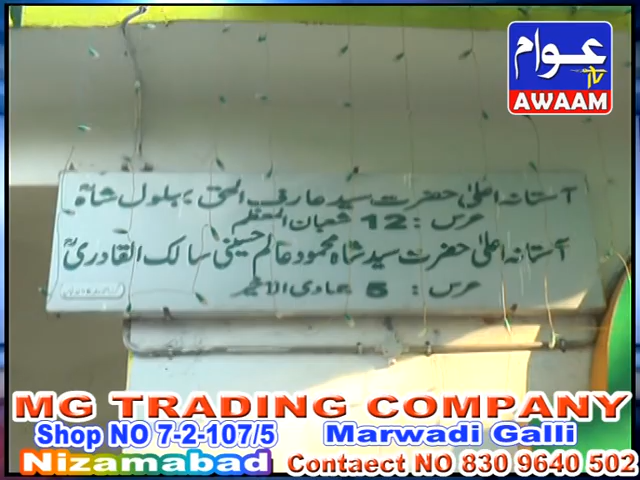 عوام
TV
AWAAM
آستانہ اعلیٰ حضرت سید عارف الحق، بہلول شاہؒ
عرس : 12 شعبان المعظم
آستانہ اعلیٰ حضرت سید شاہ محمود عالم حسینی سالک القادریؒ
عرس : 5 جمادی الاخیر
MG TRADING COMPANY
Shop NO 7-2-107/5 Marwadi Galli
Nizamabad Contaect NO 830 9640 502